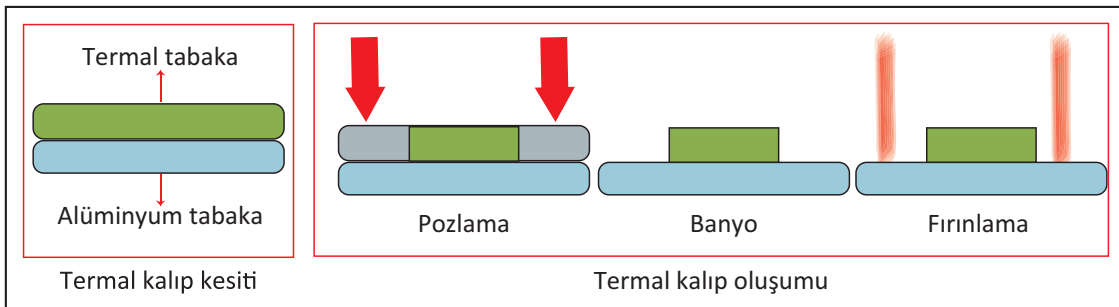 Termal tabaka
Alüminyum tabaka
Termal kalıp kesiti
Pozlama
Banyo
Fırınlama
Termal kalıp oluşumu